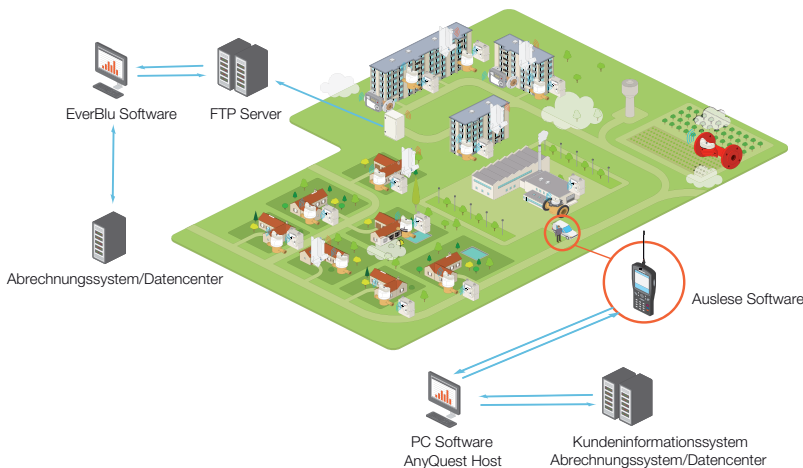 EverBlu Software
FTP Server
Abrechnungssystem/Datencenter
Auslese Software
PC Software
AnyQuest Host
Kundeninformationssystem
Abrechnungssystem/Datencenter